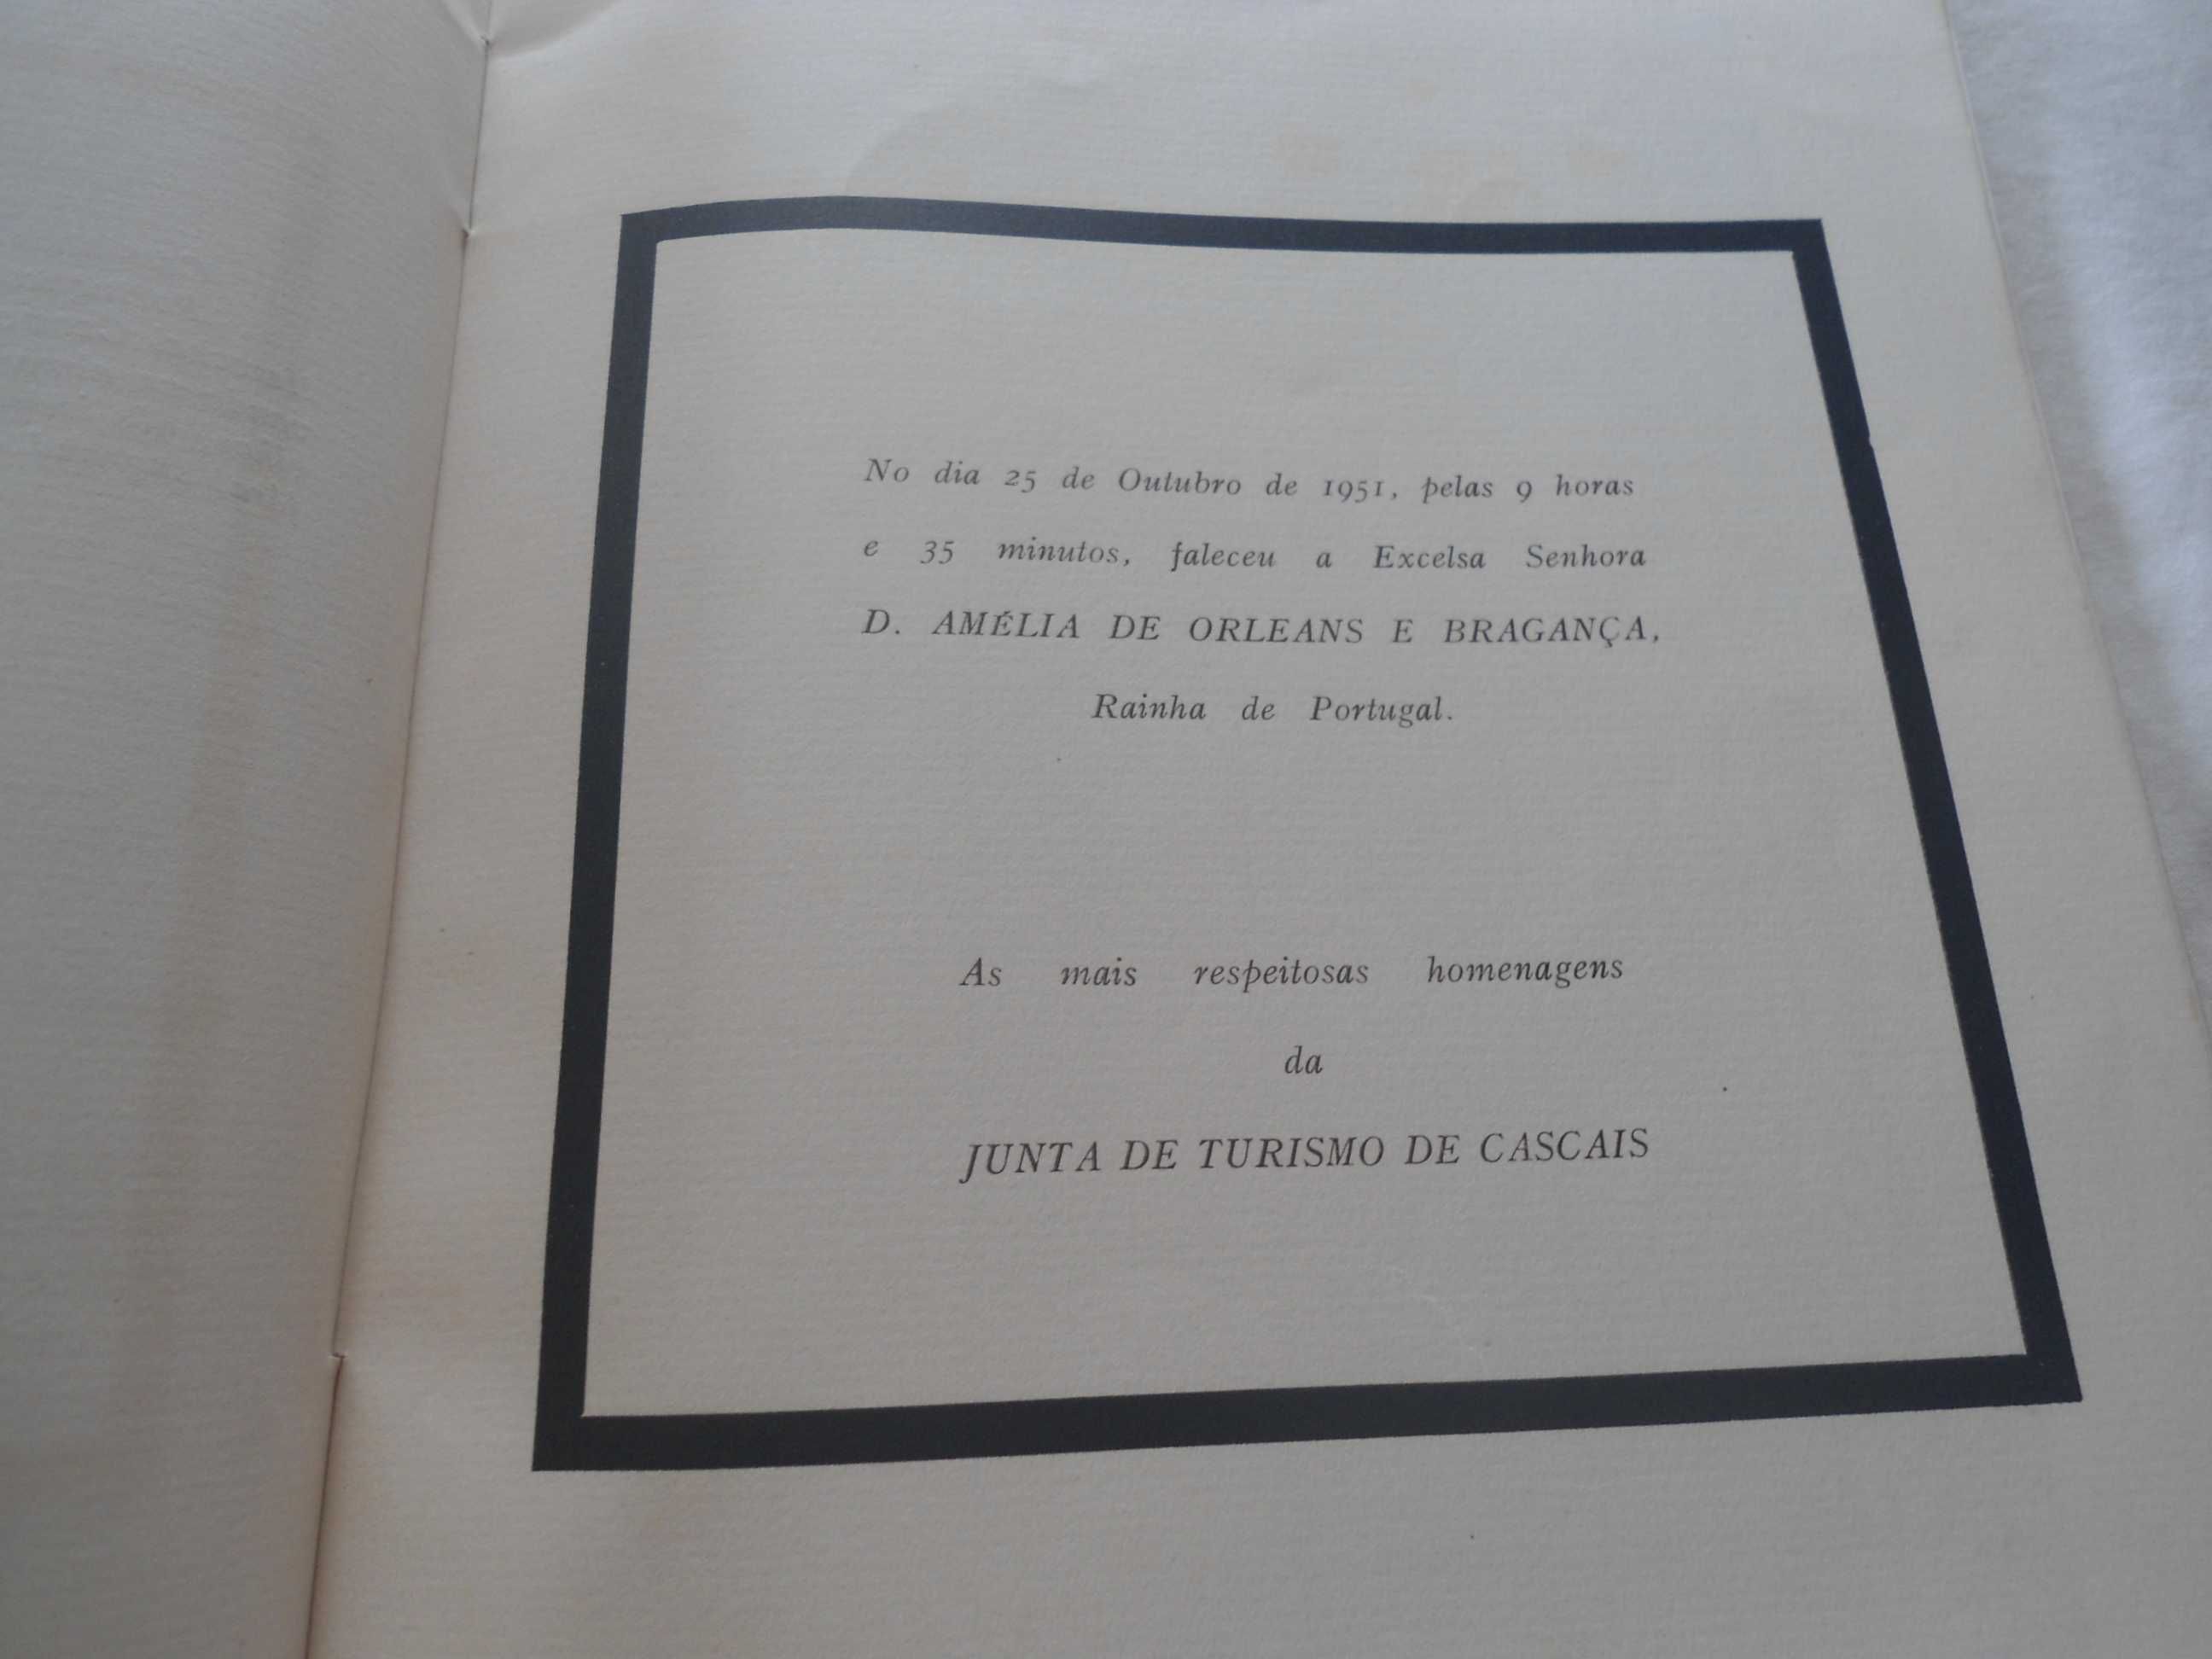 No dia 25 de Outubro de 1951, pelas 9 horas
e 35 minutos, faleceu a Excelsa Senhora
D. AMÉLIA DE ORLEANS E BRAGANÇA,
Rainha de Portugal.
As mais respeitosas homenagens
da
JUNTA DE TURISMO DE CASCAIS